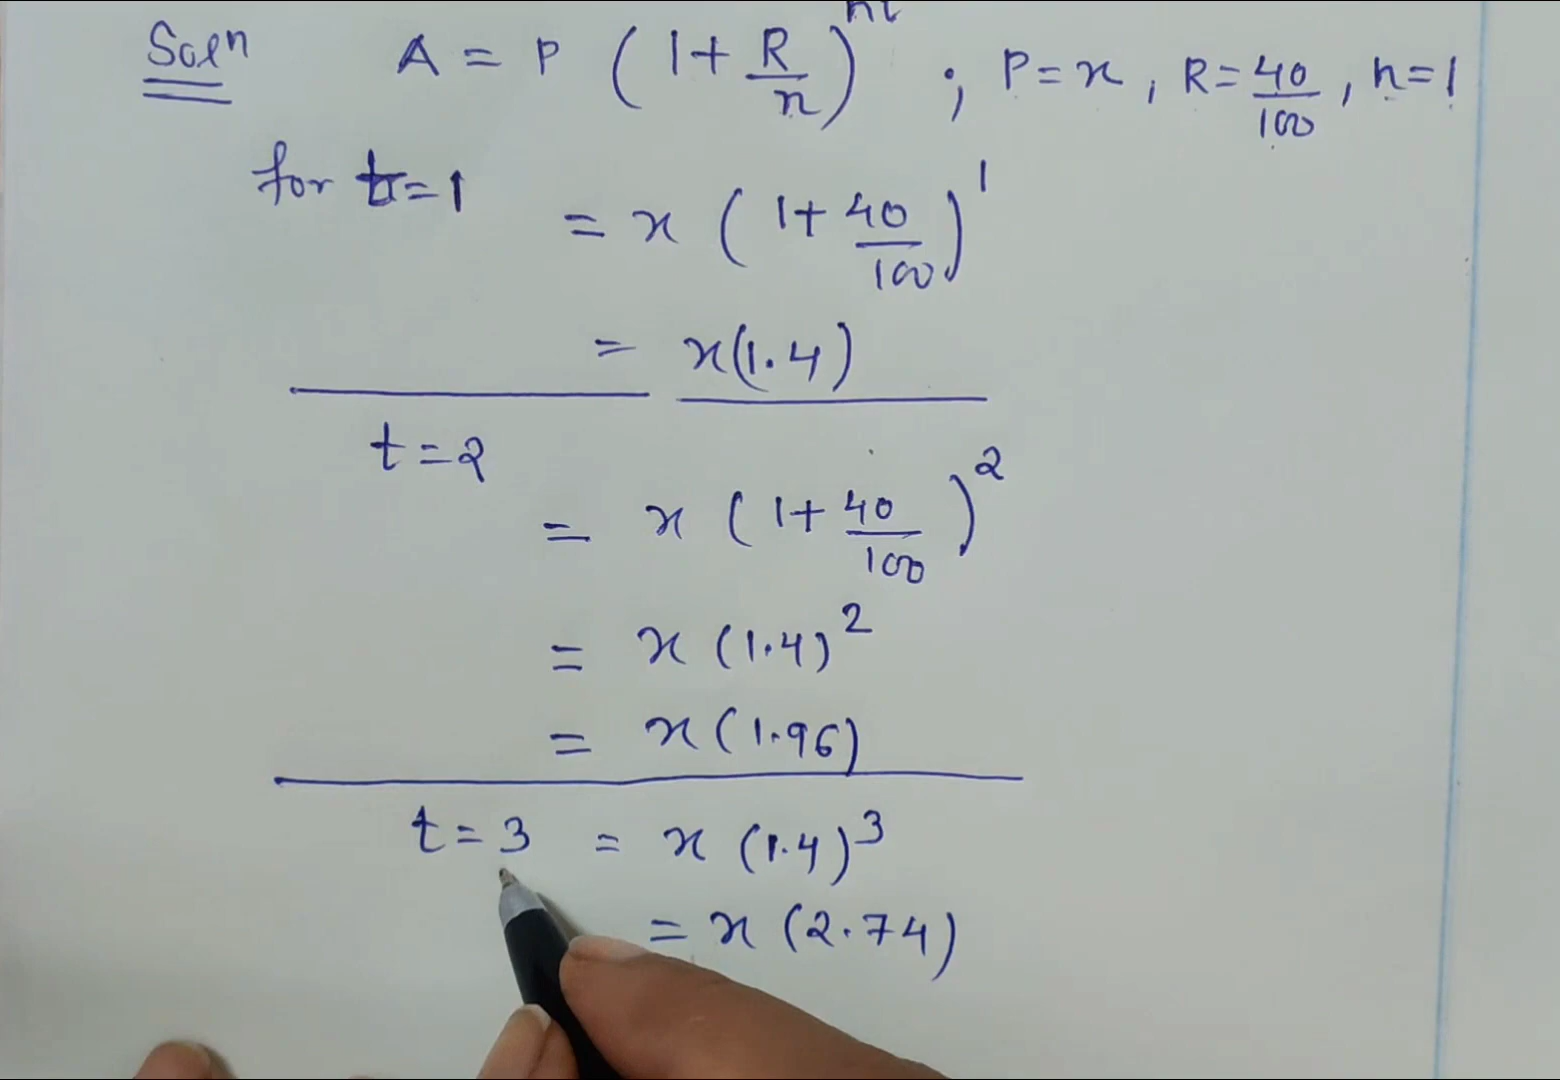 Soln A = P (1 + R/n)^nt ; P = x, R = 40/100, n = 1
for t = 1 = x (1 + 40/100)^1
= x(1.4)
t = 2
= x (1 + 40/100)^2
= x (1.4)^2
= x (1.96)
t = 3 = x (1.4)^3
= x (2.74)